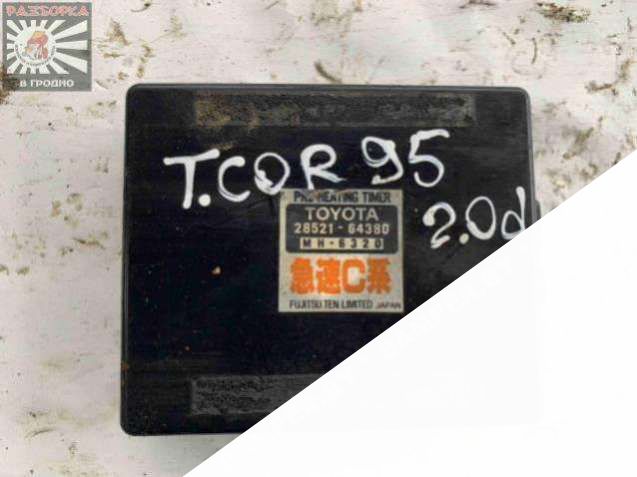 РАЗБОРКА
В ГРОДНО
T.COR 95
2.0d
PRE-HEATING TIMER
TOYOTA
28521-64380
MH-6320
急速C系
FUJITSU TEN LIMITED JAPAN